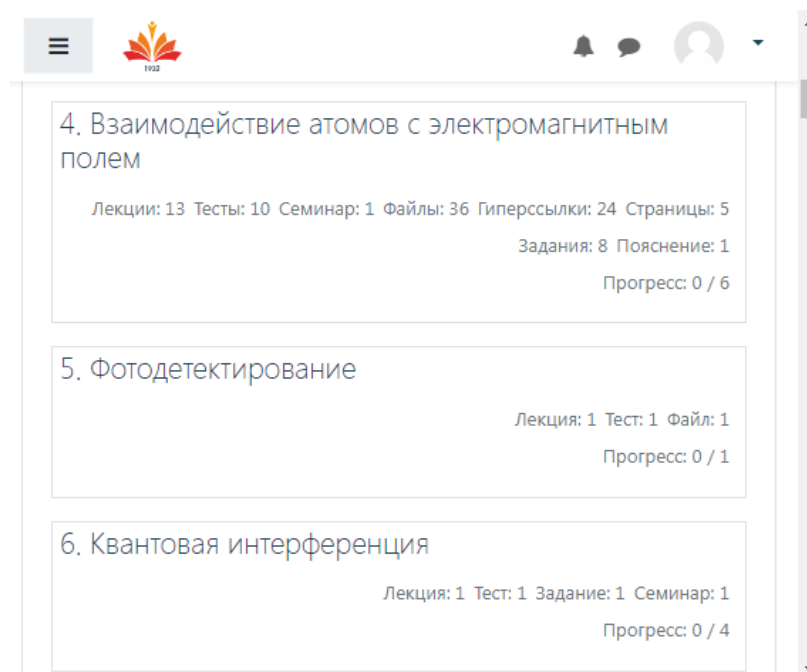 1932
4. Взаимодействие атомов с электромагнитным
полем
Лекции: 13 Тесты: 10 Семинар: 1 Файлы: 36 Гиперссылки: 24 Страницы: 5
Задания: 8 Пояснение: 1
Прогресс: 0 / 6
5. Фотодетектирование
Лекция: 1 Тест: 1 Файл: 1
Прогресс: 0 / 1
6. Квантовая интерференция
Лекция: 1 Тест: 1 Задание: 1 Семинар: 1
Прогресс: 0 / 4